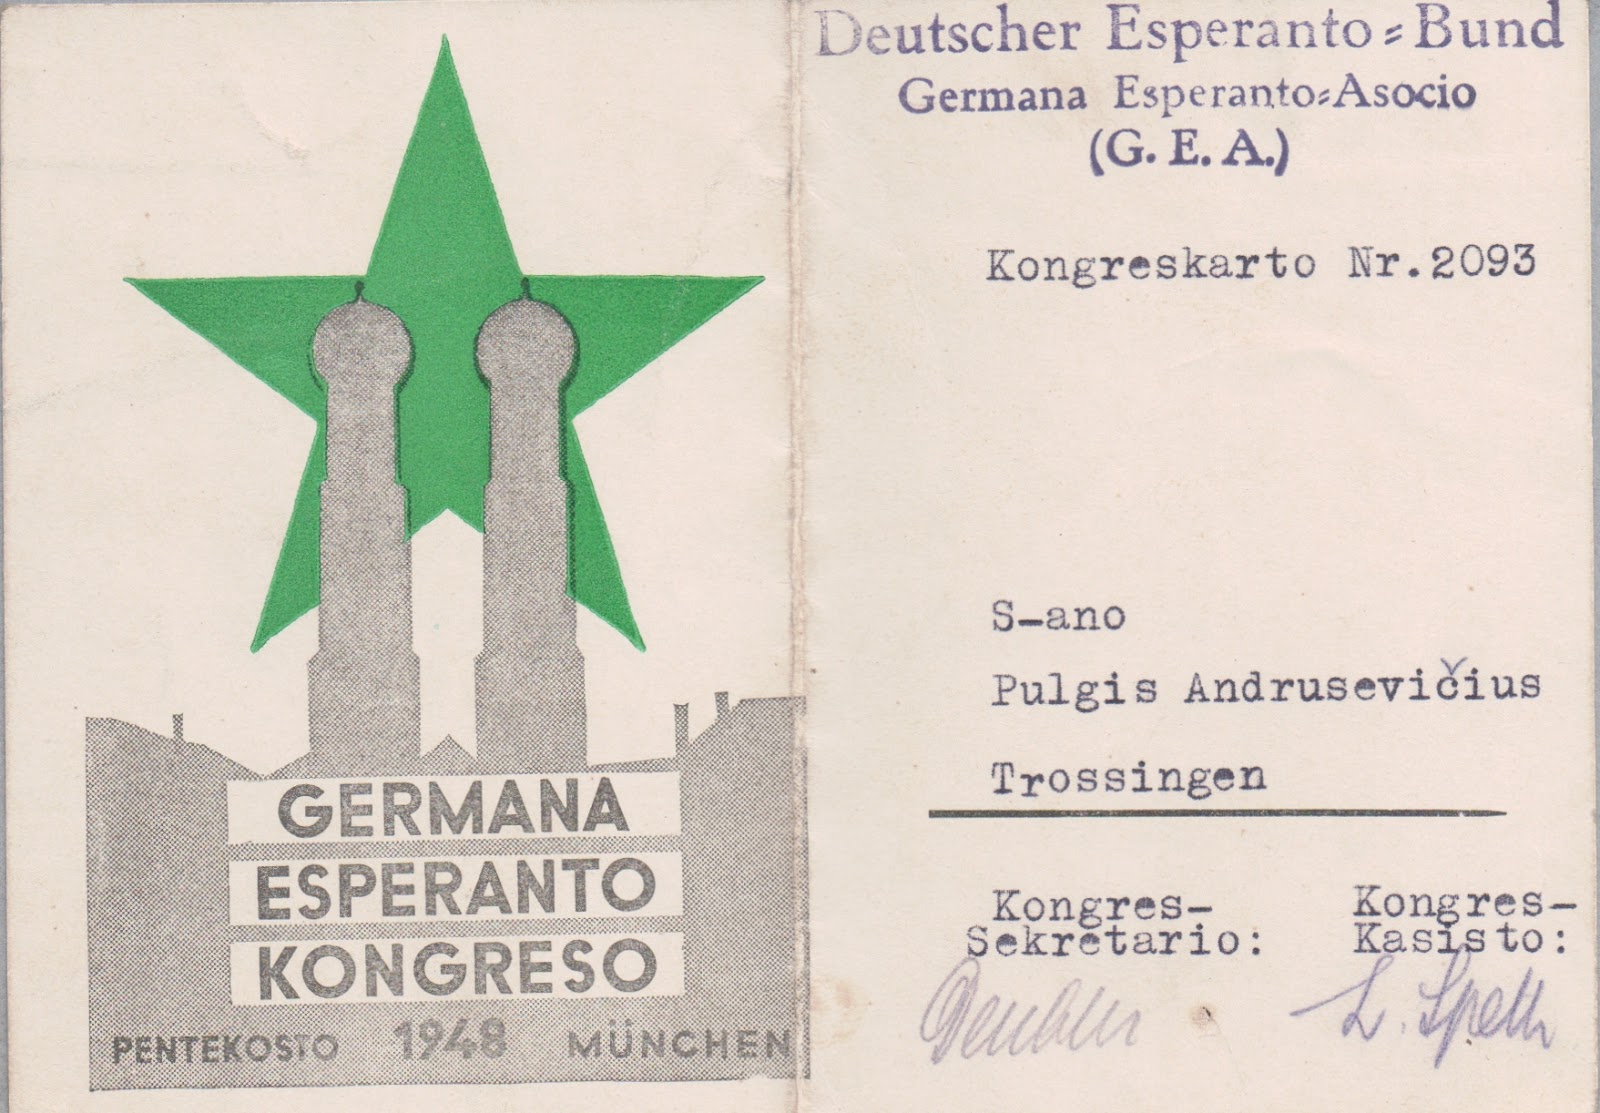 GERMANA
ESPERANTO
KONGRESO
PENTEKOSTO 1948 MÜNCHEN
Deutscher Esperanto=Bund
Germana Esperanto=Asocio
(G. E. A.)
Kongreskarto Nr.2093
S-ano
Pulgis Andrusevičius
Trossingen
Kongres-
Sekretario:
Kongres-
Kasisto: